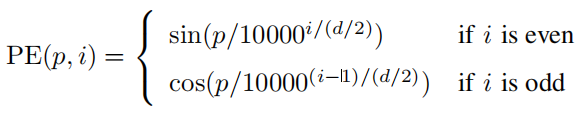 PE(p, i) = { sin(p/10000^{i/(d/2)}) if i is even
cos(p/10000^{(i−1)/(d/2)}) if i is odd